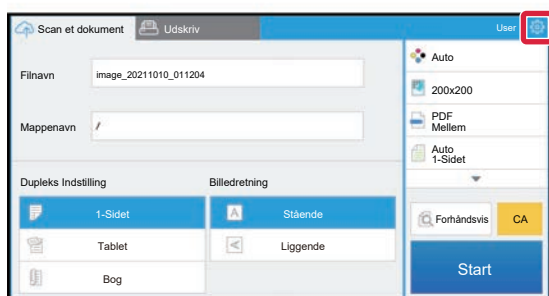 Scan et dokument
Udskriv
User
Filnavn
image_20211010_011204
Mappenavn
/
Dupleks Indstilling
Billedretning
1-Sidet
A
Stående
Tablet
A
Liggende
Bog
Auto
200x200
PDF
Mellem
Auto
1-Sidet
Forhåndsvis
CA
Start